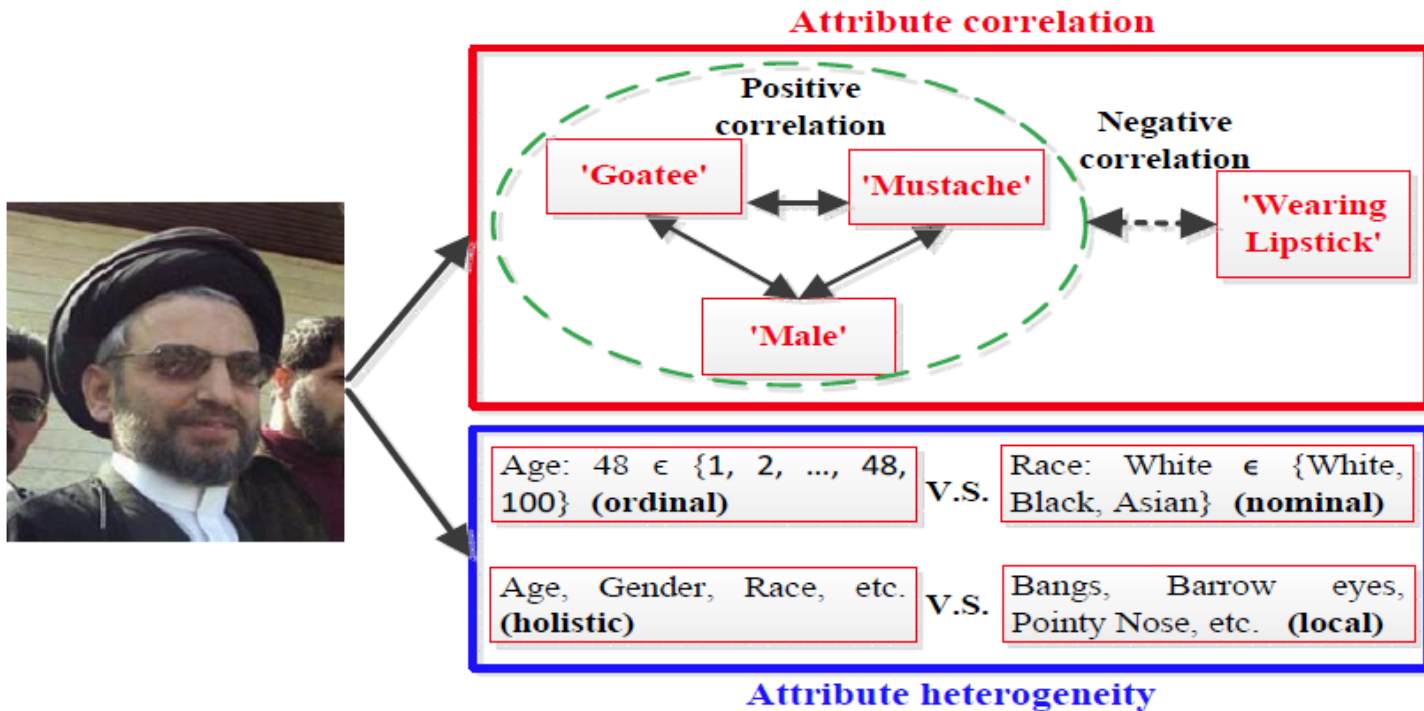 Attribute correlation
Positive
correlation
Negative
correlation
'Goatee'
'Mustache'
'Wearing
Lipstick'
'Male'
Age: 48 ϵ {1, 2, ..., 48,
100} (ordinal)
V.S.
Race: White ϵ {White,
Black, Asian} (nominal)
Age, Gender, Race, etc.
(holistic)
V.S.
Bangs, Barrow eyes,
Pointy Nose, etc. (local)
Attribute heterogeneity